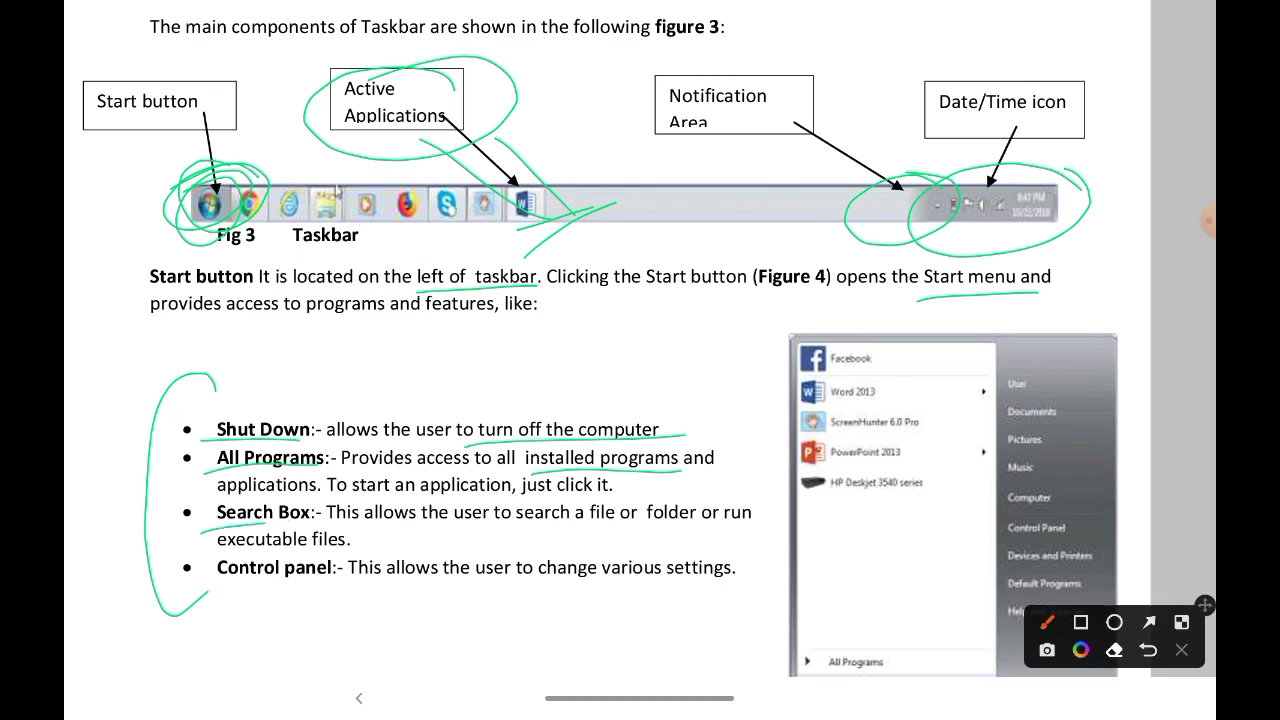 The main components of Taskbar are shown in the following figure 3:
Start button
Active
Applications
Notification
Area
Date/Time icon
8:47 PM
10/22/2018
Fig 3 Taskbar
Start button It is located on the left of taskbar. Clicking the Start button (Figure 4) opens the Start menu and
provides access to programs and features, like:
• Shut Down:- allows the user to turn off the computer
• All Programs:- Provides access to all installed programs and
applications. To start an application, just click it.
• Search Box:- This allows the user to search a file or folder or run
executable files.
• Control panel:- This allows the user to change various settings.
Facebook
Word 2013
ScreenHunter 6.0 Pro
PowerPoint 2013
HP Deskjet 3540 series
All Programs
User
Documents
Pictures
Music
Computer
Control Panel
Devices and Printers
Default Programs